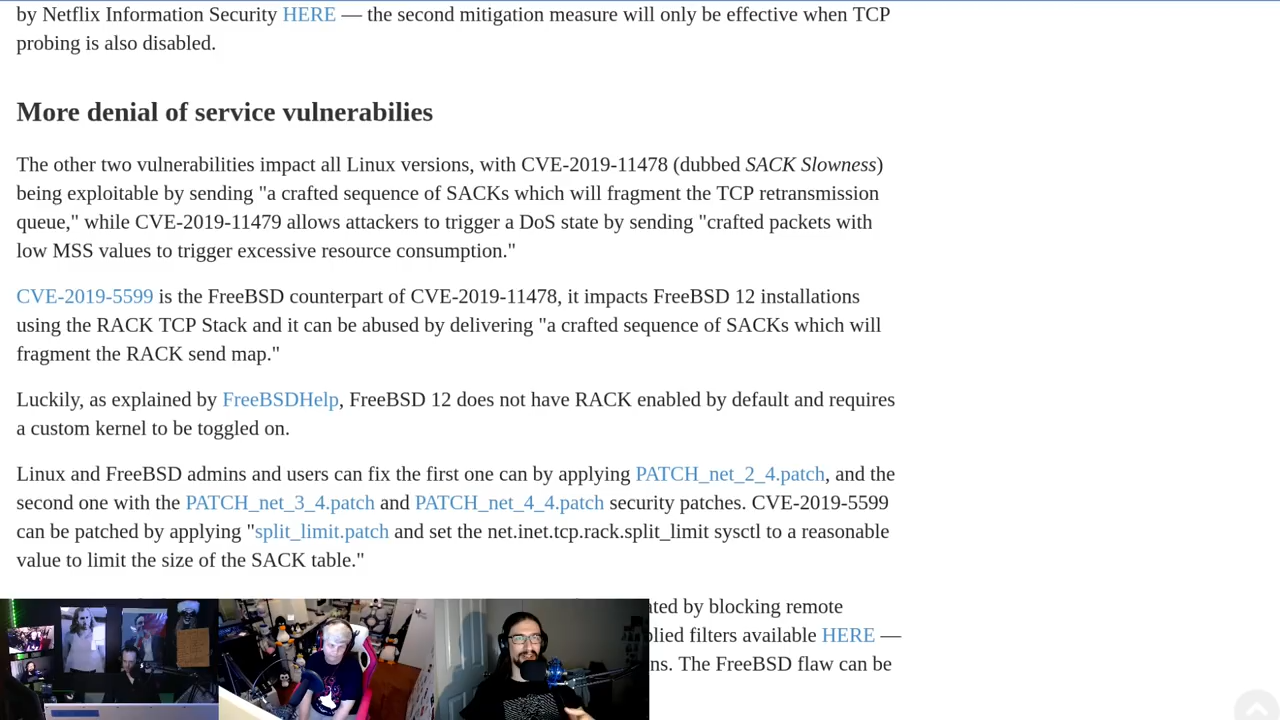 by Netflix Information Security HERE — the second mitigation measure will only be effective when TCP
probing is also disabled.
More denial of service vulnerabilies
The other two vulnerabilities impact all Linux versions, with CVE-2019-11478 (dubbed SACK Slowness)
being exploitable by sending "a crafted sequence of SACKs which will fragment the TCP retransmission
queue," while CVE-2019-11479 allows attackers to trigger a DoS state by sending "crafted packets with
low MSS values to trigger excessive resource consumption."
CVE-2019-5599 is the FreeBSD counterpart of CVE-2019-11478, it impacts FreeBSD 12 installations
using the RACK TCP Stack and it can be abused by delivering "a crafted sequence of SACKs which will
fragment the RACK send map."
Luckily, as explained by FreeBSDHelp, FreeBSD 12 does not have RACK enabled by default and requires
a custom kernel to be toggled on.
Linux and FreeBSD admins and users can fix the first one can by applying PATCH_net_2_4.patch, and the
second one with the PATCH_net_3_4.patch and PATCH_net_4_4.patch security patches. CVE-2019-5599
can be patched by applying "split_limit.patch and set the net.inet.tcp.rack.split_limit sysctl to a reasonable
value to limit the size of the SACK table."
ated by blocking remote
plied filters available HERE —
ns. The FreeBSD flaw can be